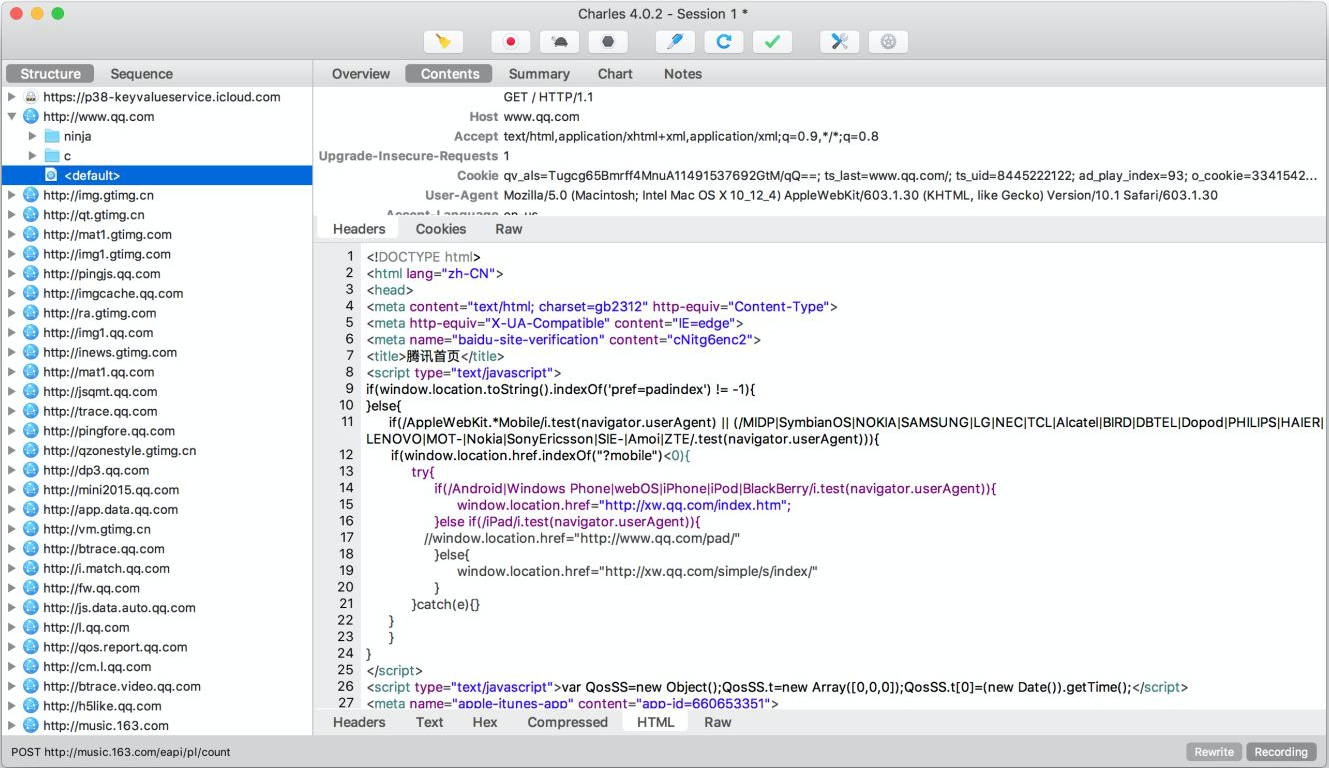 Charles 4.0.2 - Session 1 *
Structure
Sequence
https://p38-keyvalueservice.icloud.com
http://www.qq.com
ninja
c
<default>
http://img.gtimg.cn
http://qt.gtimg.cn
http://mat1.gtimg.com
http://img1.gtimg.com
http://pingjs.qq.com
http://imgcache.qq.com
http://ra.gtimg.com
http://img1.qq.com
http://inews.gtimg.com
http://mat1.qq.com
http://jsqmt.qq.com
http://trace.qq.com
http://pingfore.qq.com
http://qzonestyle.gtimg.cn
http://dp3.qq.com
http://mini2015.qq.com
http://app.data.qq.com
http://vm.gtimg.cn
http://btrace.qq.com
http://i.match.qq.com
http://fw.qq.com
http://js.data.auto.qq.com
http://l.qq.com
http://qos.report.qq.com
http://cm.l.qq.com
http://btrace.video.qq.com
http://h5like.qq.com
http://music.163.com
Overview Contents Summary Chart Notes
GET / HTTP/1.1
Host www.qq.com
Accept text/html,application/xhtml+xml,application/xml;q=0.9,*/*;q=0.8
Upgrade-Insecure-Requests 1
Cookie qv_als=Tugcg65Bmrff4MnuA11491537692GtM/qQ==; ts_last=www.qq.com/; ts_uid=8445222122; ad_play_index=93; o_cookie=3341542...
User-Agent Mozilla/5.0 (Macintosh; Intel Mac OS X 10_12_4) AppleWebKit/603.1.30 (KHTML, like Gecko) Version/10.1 Safari/603.1.30
Accept-Language en-us
Headers Cookies Raw
1 <!DOCTYPE html>
2 <html lang="zh-CN">
3 <head>
4 <meta content="text/html; charset=gb2312" http-equiv="Content-Type">
5 <meta http-equiv="X-UA-Compatible" content="IE=edge">
6 <meta name="baidu-site-verification" content="cNitg6enc2">
7 <title>腾讯首页</title>
8 <script type="text/javascript">
9 if(window.location.toString().indexOf('pref=padindex') != -1){
10 }else{
11 if(/AppleWebKit.*Mobile/i.test(navigator.userAgent) || (/MIDP|SymbianOS|NOKIA|SAMSUNG|LG|NEC|TCL|Alcatel|BIRD|DBTEL|Dopod|PHILIPS|HAIER|
LENOVO|MOT-|Nokia|SonyEricsson|SIE-|Amoi|ZTE/.test(navigator.userAgent))){
12 if(window.location.href.indexOf("?mobile")<0){
13 try{
14 if(/Android|Windows Phone|webOS|iPhone|iPod|BlackBerry/i.test(navigator.userAgent)){
15 window.location.href="http://xw.qq.com/index.htm";
16 }else if(/iPad/i.test(navigator.userAgent)){
17 //window.location.href="http://www.qq.com/pad/"
18 }else{
19 window.location.href="http://xw.qq.com/simple/s/index/"
20 }
21 }catch(e){}
22 }
23 }
24 }
25 </script>
26 <script type="text/javascript">var QosSS=new Object();QosSS.t=new Array([0,0,0]);QosSS.t[0]=(new Date()).getTime();</script>
27 <meta name="apple-itunes-app" content="app-id=660653351">
Headers Text Hex Compressed HTML Raw
POST http://music.163.com/eapi/pl/count
Rewrite Recording